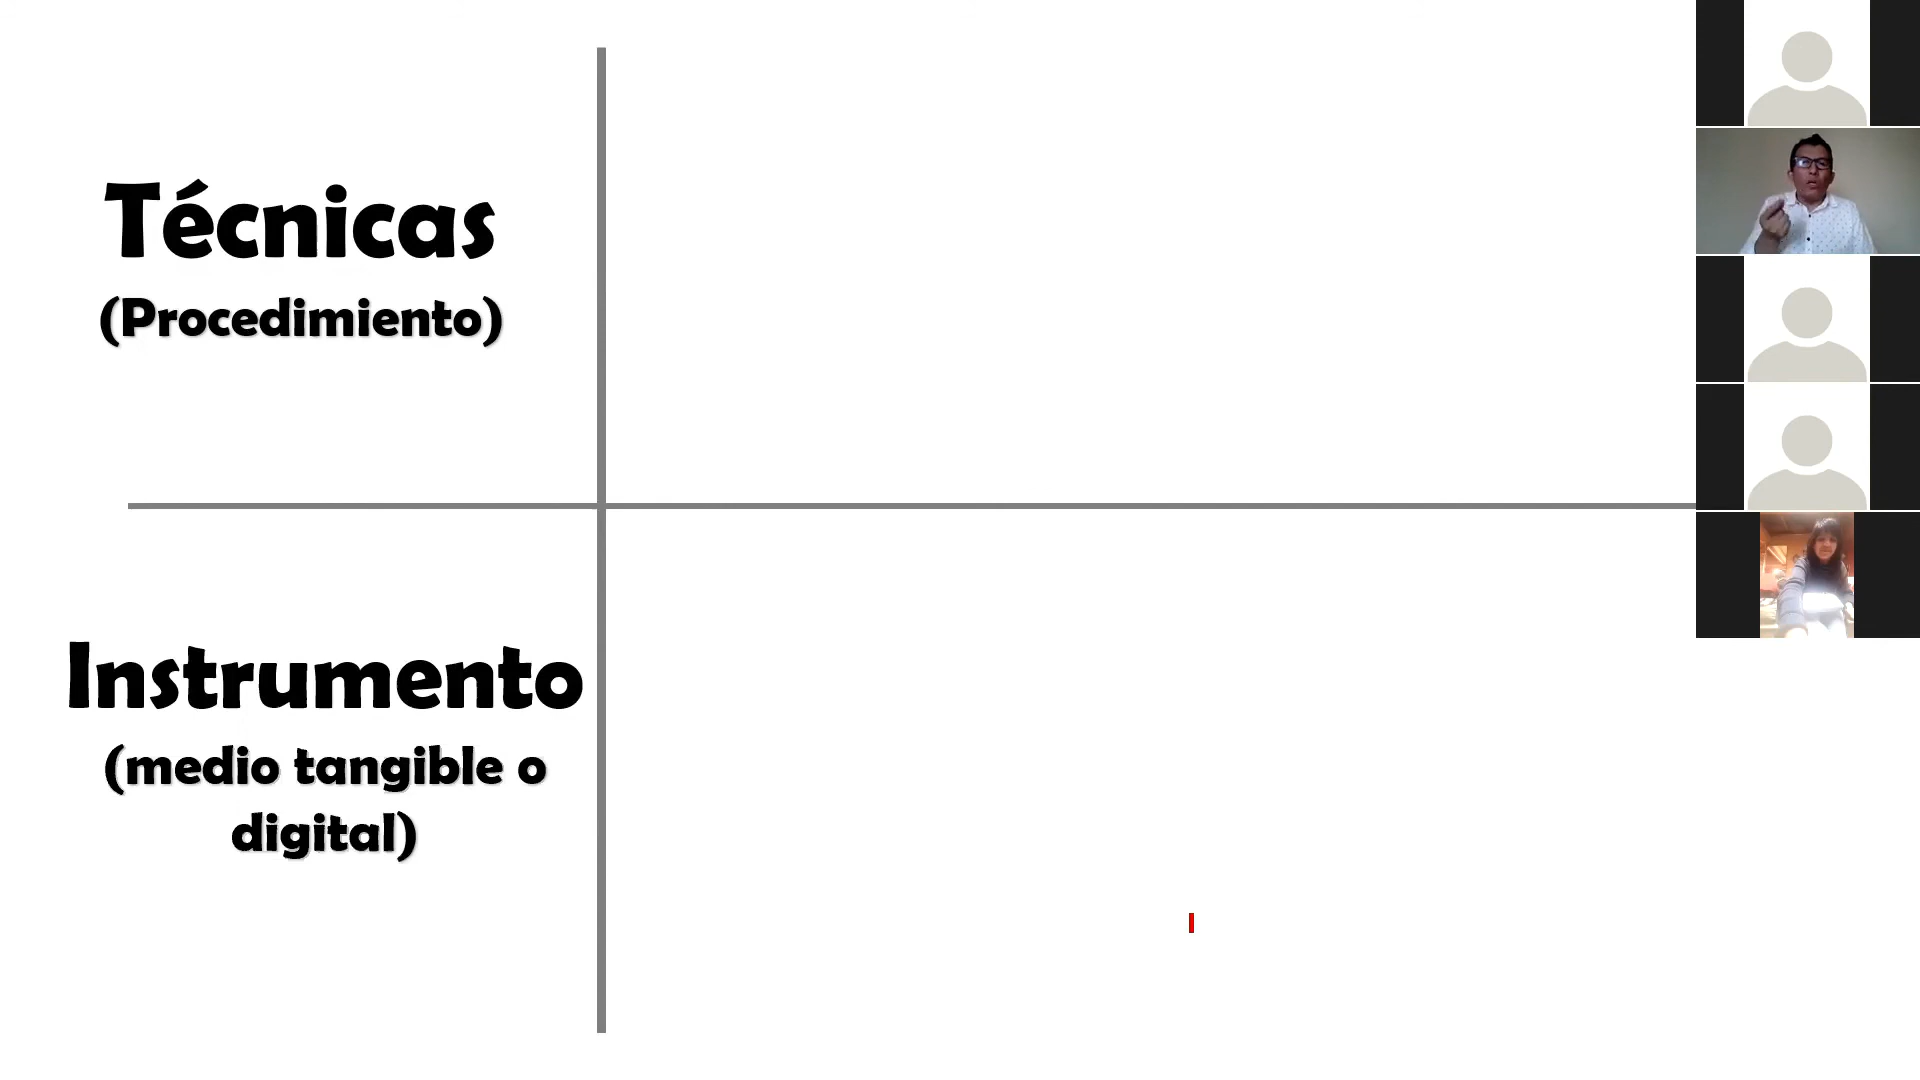 Técnicas
(Procedimiento)
Instrumento
(medio tangible o
digital)